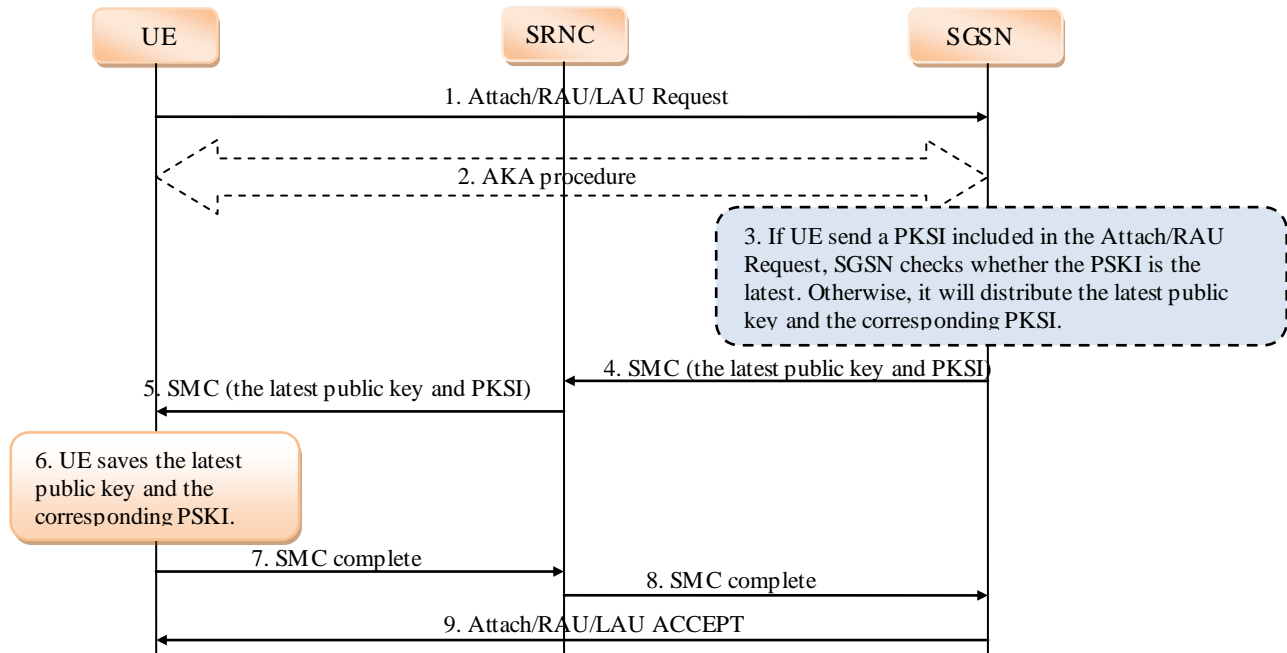 UE
SRNC
SGSN
1. Attach/RAU/LAU Request
2. AKA procedure
3. If UE send a PKSI included in the Attach/RAU
Request, SGSN checks whether the PSKI is the
latest. Otherwise, it will distribute the latest public
key and the corresponding PKSI.
4. SMC (the latest public key and PKSI)
5. SMC (the latest public key and PKSI)
6. UE saves the latest
public key and the
corresponding PSKI.
7. SMC complete
8. SMC complete
9. Attach/RAU/LAU ACCEPT